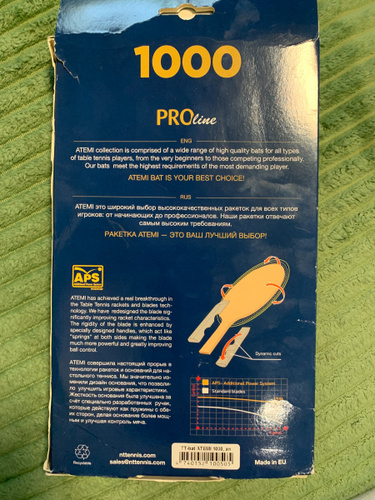 1000
PROline
ENG
ATEMI collection is comprised of a wide range of high quality bats for all types
of table tennis players, from the very beginners to those competing professionally.
Our bats meet the highest requirements of the most demanding player.
ATEMI BAT IS YOUR BEST CHOICE!
RUS
ATEMI это широкий выбор высококачественных ракеток для всех типов
игроков: от начинающих до профессионалов. Наши ракетки отвечают
самым высоким требованиям.
РАКЕТКА ATEMI — ЭТО ВАШ ЛУЧШИЙ ВЫБОР!
APS
ATEMI has achieved a real breakthrough in
the Table Tennis rackets and blades tech-
nology. We have redesigned the blade sig-
nificantly improving racket characteristics.
The rigidity of the blade is enhanced by
specially designed handles, which act like
"springs" at both sides making the blade
much more powerful and greatly improving
ball control.
Dynamic cuts
ATEMI совершила настоящий прорыв в
технологии ракеток и оснований для на-
стольного тенниса. Мы значительно из-
менили дизайн основания, что позволи-
ло улучшить игровые характеристики.
Жесткость основания была улучшена за
счёт специально разработанных ручек,
которые действуют как пружины с обе-
их сторон, делая основание более мощ-
ным и улучшая контроль мяча.
APS-Additional Power System
Standard blades
Recyclable
nttennis.com
sales@nttennis.com
TT-bat ATEMI 1000, an
4740152100505
Made in EU